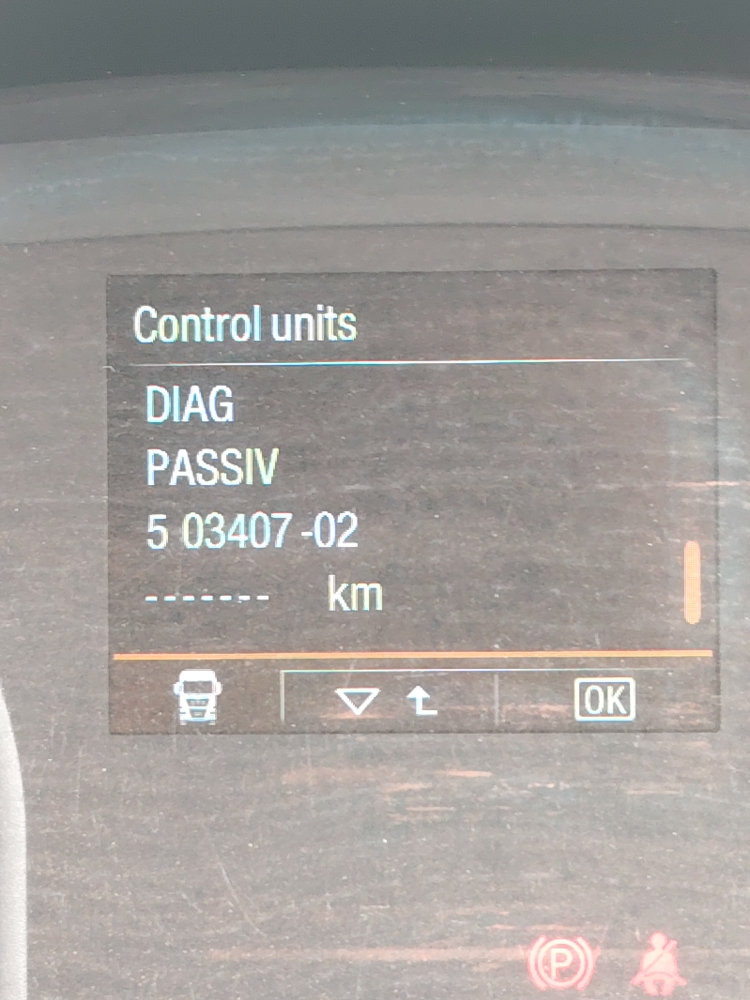 Control units
DIAG
PASSIV
5 03407 -02
------- km
OK
P